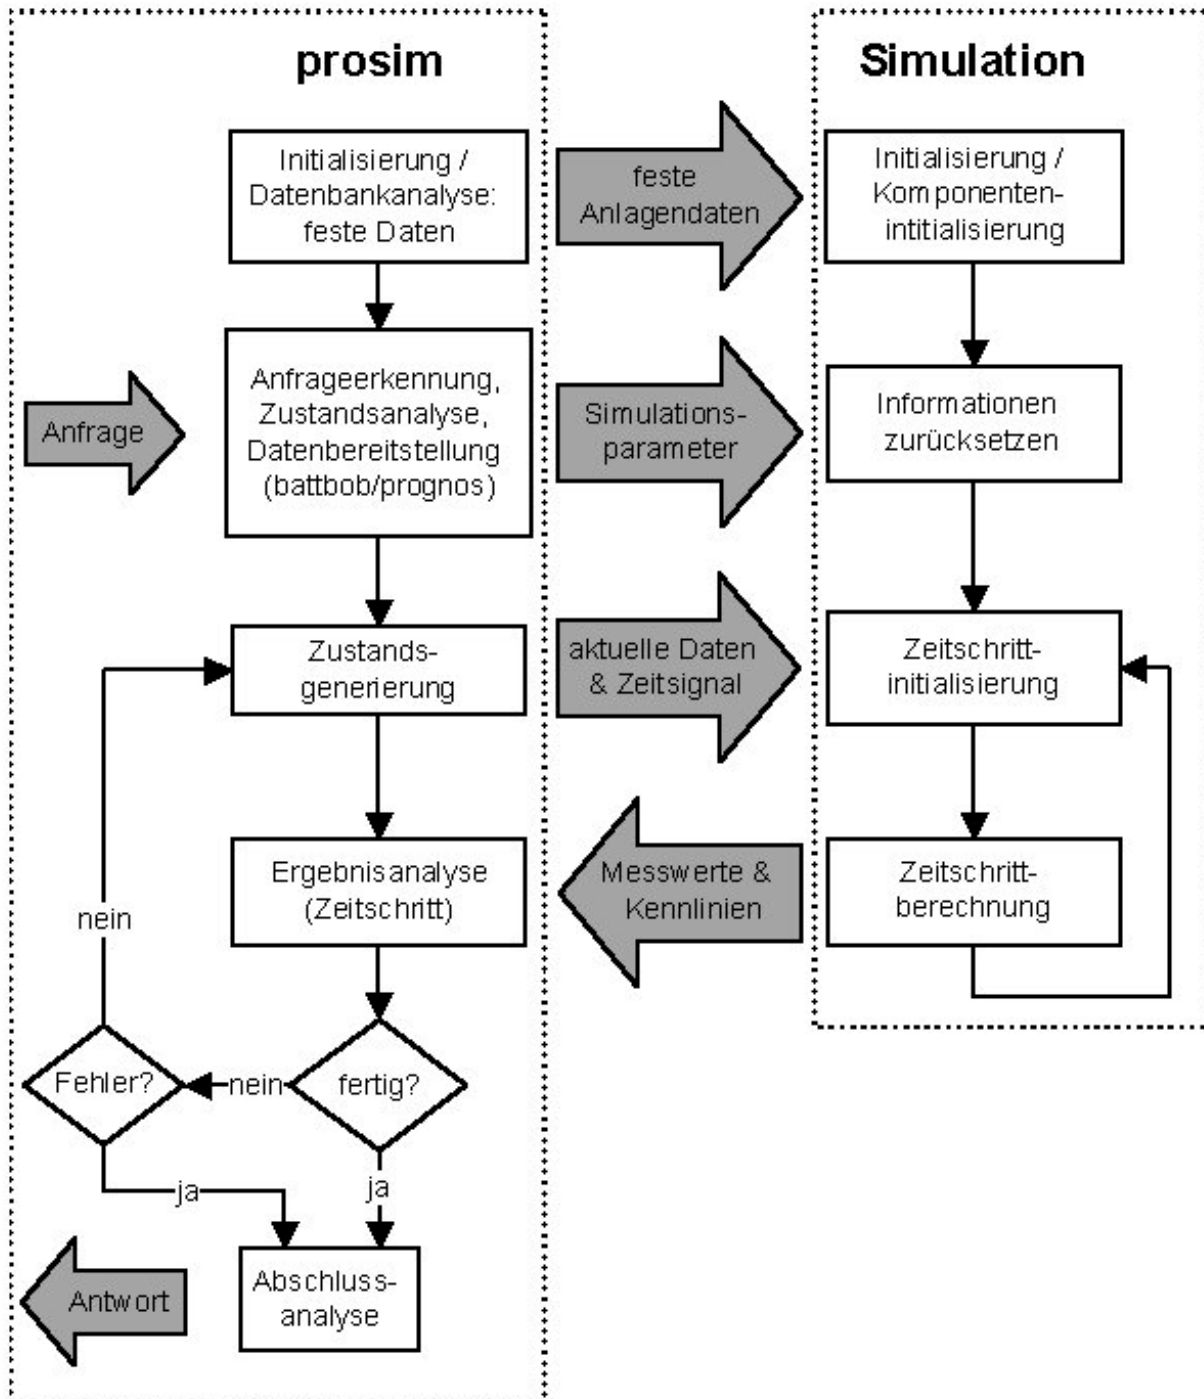 prosim
Simulation
Initialisierung /
Datenbankanalyse:
feste Daten
feste
Anlagendaten
Initialisierung /
Komponenten-
intitialisierung
Anfrage
Anfrageerkennung,
Zustandsanalyse,
Datenbereitstellung
(battbob/prognos)
Simulations-
parameter
Informationen
zurücksetzen
Zustands-
generierung
aktuelle Daten
& Zeitsignal
Zeitschritt-
initialisierung
Ergebnisanalyse
(Zeitschritt)
Messwerte &
Kennlinien
Zeitschritt-
berechnung
nein
Fehler?
nein
fertig?
ja
ja
Antwort
Abschluss-
analyse